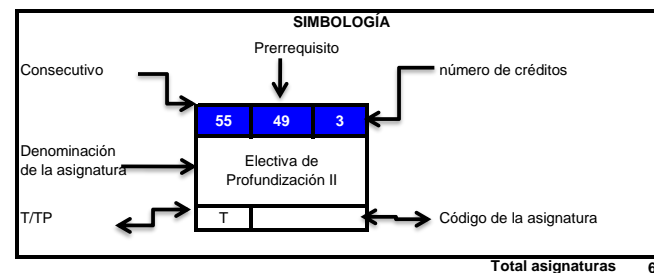 SIMBOLOGÍA
Prerrequisito
Consecutivo
número de créditos
55 49 3
Denominación
de la asignatura
Electiva de
Profundización II
T/TP
T
Código de la asignatura
Total asignaturas 6